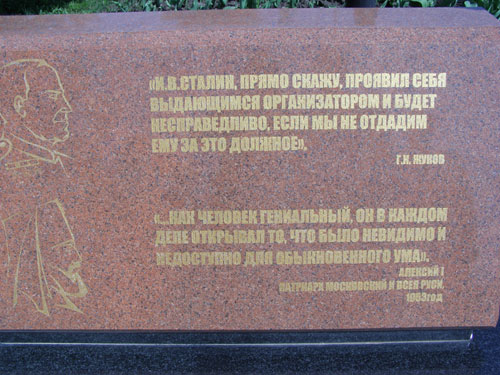 «И.В.СТАЛИН, ПРЯМО СКАЖУ, ПРОЯВИЛ СЕБЯ
ВЫДАЮЩИМСЯ ОРГАНИЗАТОРОМ И БУДЕТ
НЕСПРАВЕДЛИВО, ЕСЛИ МЫ НЕ ОТДАДИМ
ЕМУ ЗА ЭТО ДОЛЖНОЕ».
Г.К. ЖУКОВ
«...КАК ЧЕЛОВЕК ГЕНИАЛЬНЫЙ, ОН В КАЖДОМ
ДЕЛЕ ОТКРЫВАЛ ТО, ЧТО БЫЛО НЕВИДИМО И
НЕДОСТУПНО ДЛЯ ОБЫКНОВЕННОГО УМА».
АЛЕКСИЙ I
ПАТРИАРХ МОСКОВСКИЙ И ВСЕЯ РУСИ,
1953год